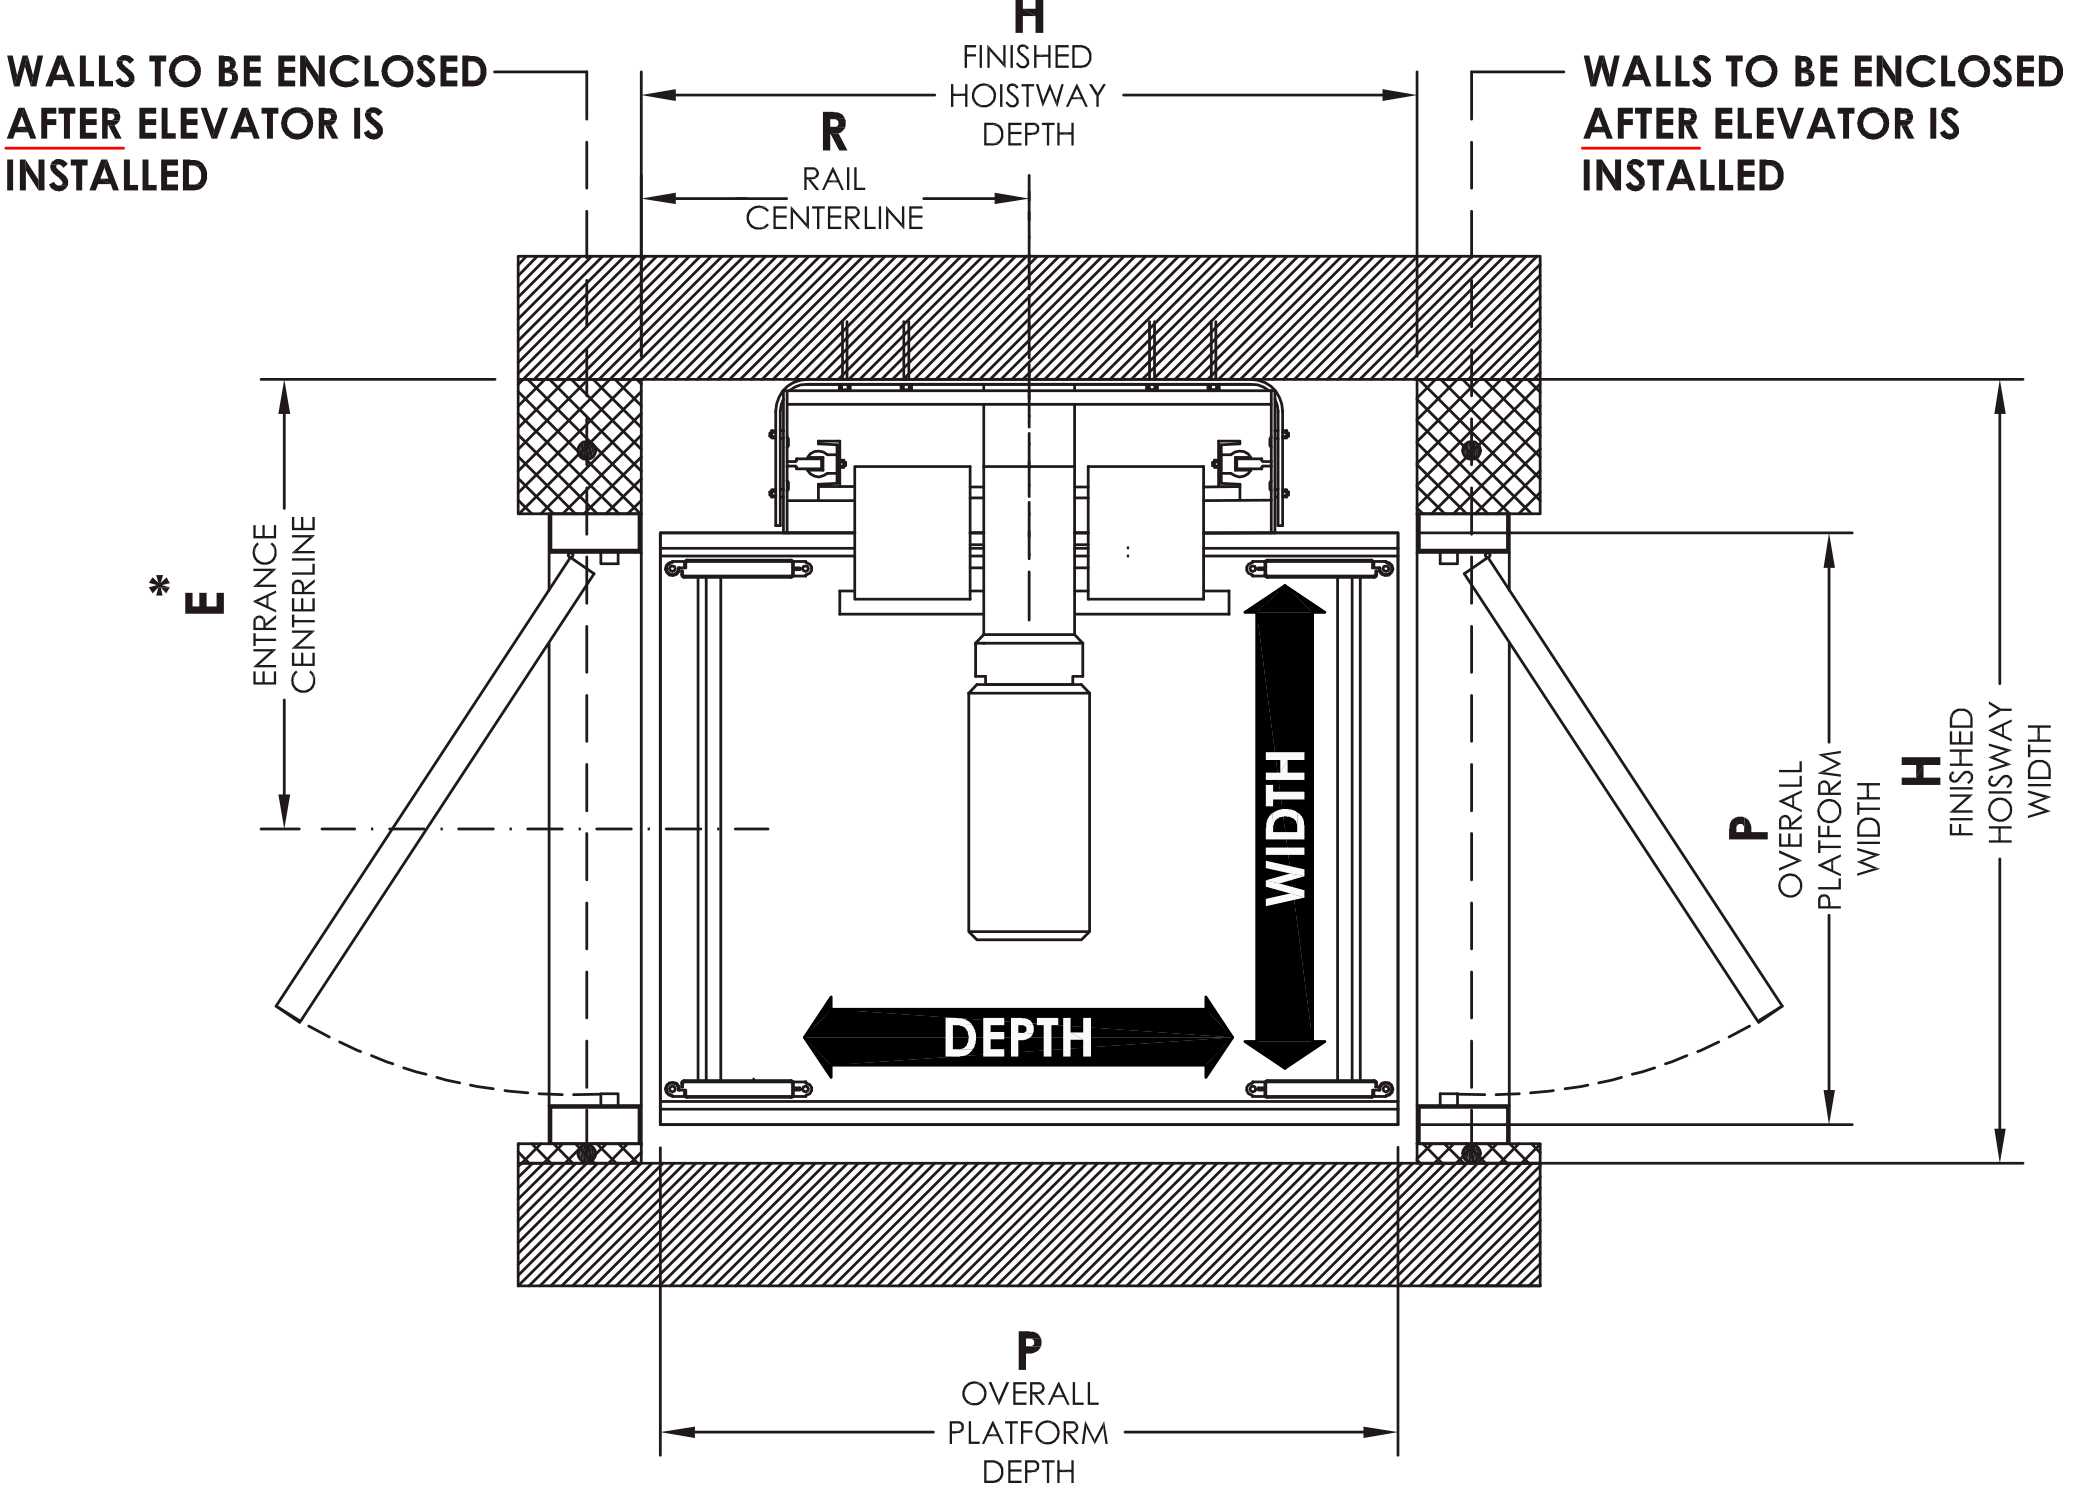 H
FINISHED
HOISTWAY
DEPTH
WALLS TO BE ENCLOSED
AFTER ELEVATOR IS
INSTALLED
R
RAIL
CENTERLINE
WALLS TO BE ENCLOSED
AFTER ELEVATOR IS
INSTALLED
*
E
ENTRANCE
CENTERLINE
WIDTH
DEPTH
P
OVERALL
PLATFORM
WIDTH
H
FINISHED
HOISWAY
WIDTH
P
OVERALL
PLATFORM
DEPTH